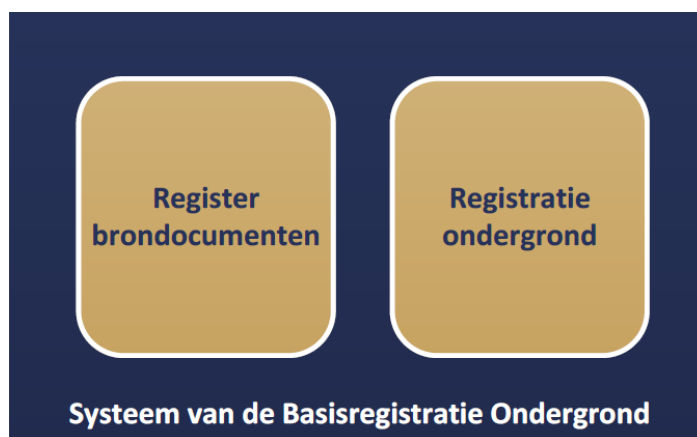 Register
brondocumenten
Registratie
ondergrond
Systeem van de Basisregistratie Ondergrond